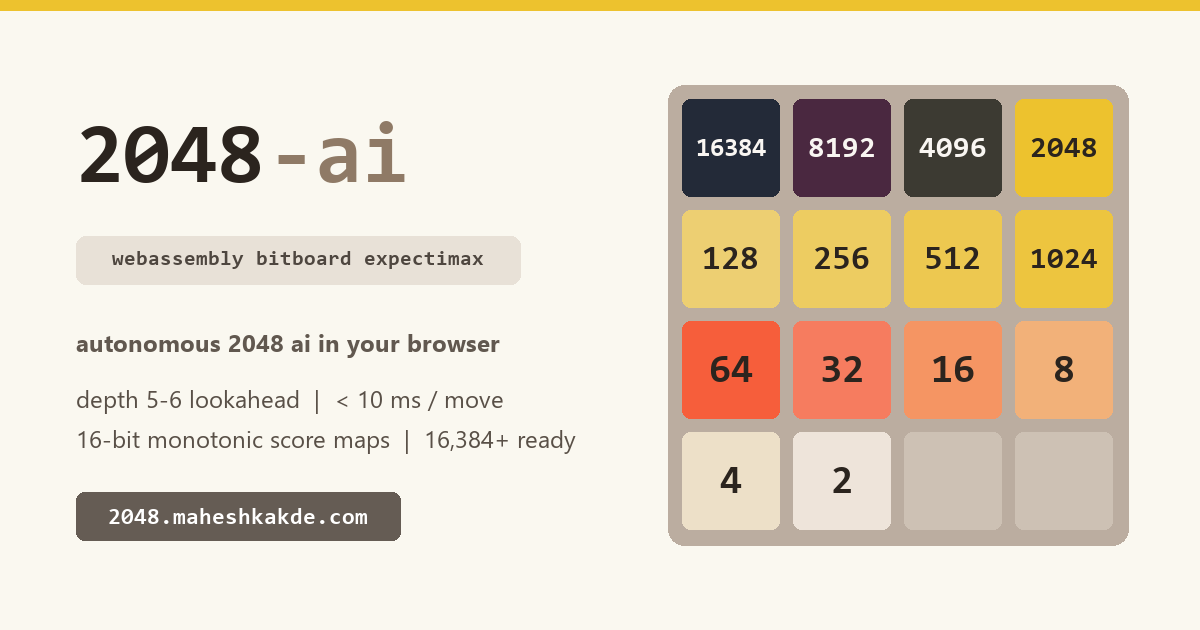 2048-ai
webassembly bitboard expectimax
autonomous 2048 ai in your browser
depth 5-6 lookahead | < 10 ms / move
16-bit monotonic score maps | 16,384+ ready
2048.maheshkakde.com
16384 8192 4096 2048
128 256 512 1024
64 32 16 8
4 2